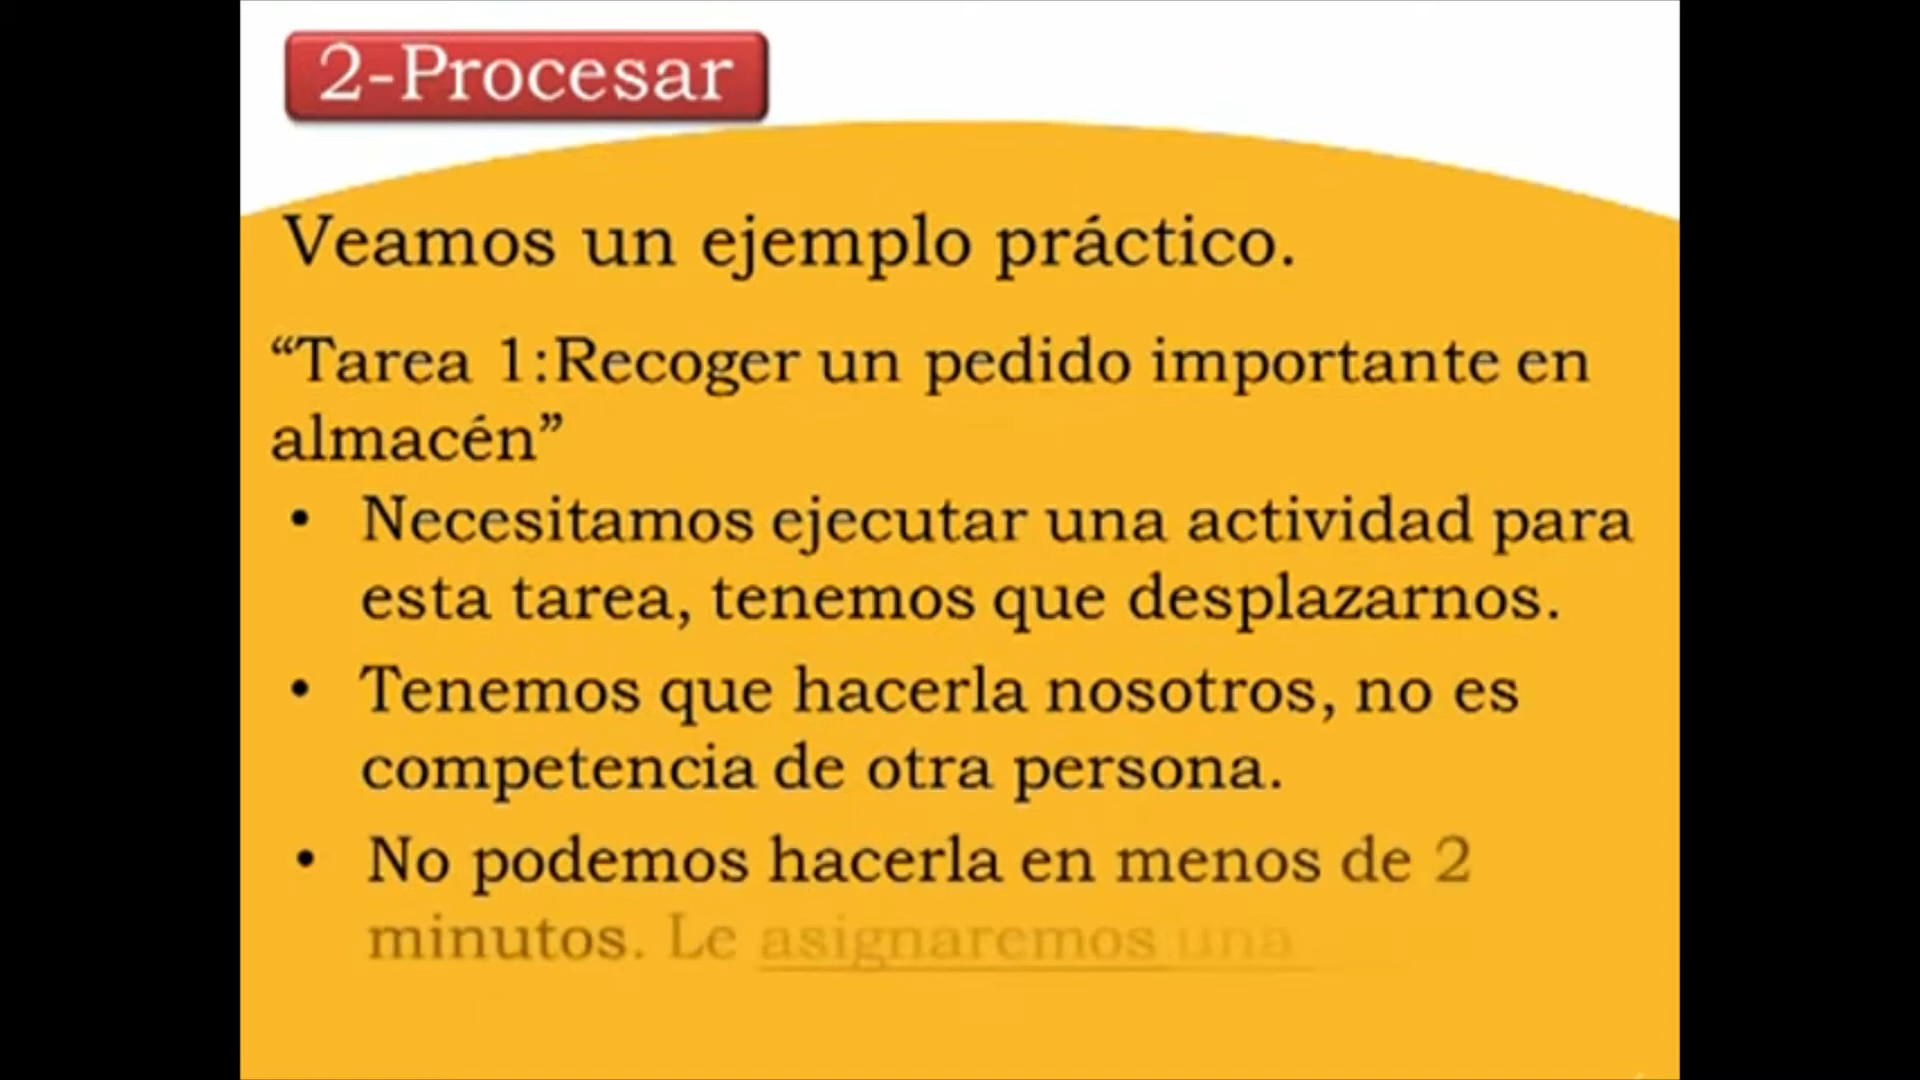 2-Procesar
Veamos un ejemplo práctico.
“Tarea 1:Recoger un pedido importante en
almacén”
• Necesitamos ejecutar una actividad para
esta tarea, tenemos que desplazarnos.
• Tenemos que hacerla nosotros, no es
competencia de otra persona.
• No podemos hacerla en menos de 2
minutos. Le asignaremos una